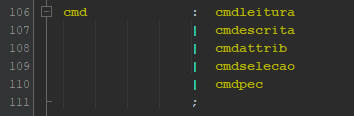 106 cmd : cmdleitura
107 | cmdescrita
108 | cmdattrib
109 | cmdselecao
110 | cmdpec
111 ;